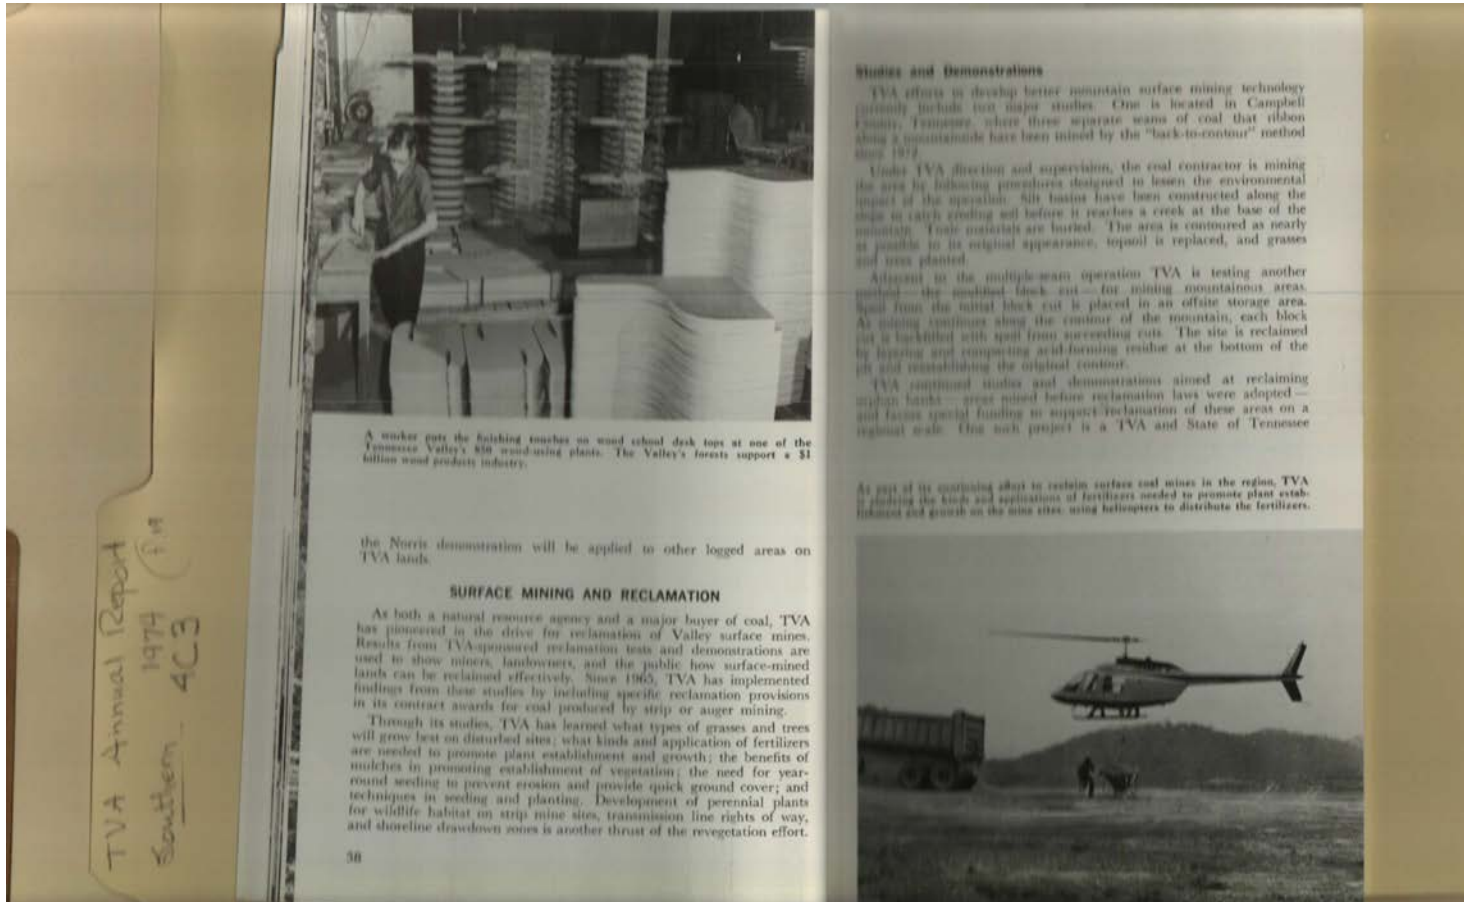 TVA Annual Report
Southern 1974
4C3
A worker puts the finishing touches on wood school desk tops at one of the
Tennessee Valley's 850 wood-using plants. The Valley's forests support a $1
billion wood products industry.
the Norris demonstration will be applied to other logged areas on
TVA lands.
SURFACE MINING AND RECLAMATION
As both a natural resource agency and a major buyer of coal, TVA
has pioneered in the drive for reclamation of Valley surface mines.
Results from TVA-sponsored reclamation tests and demonstrations are
used to show miners, landowners, and the public how surface-mined
lands can be reclaimed effectively. Since 1965, TVA has implemented
findings from these studies by including specific reclamation provisions
in its contract awards for coal produced by strip or auger mining.
Through its studies, TVA has learned what types of grasses and trees
will grow best on disturbed sites; what kinds and application of fertilizers
are needed to promote plant establishment and growth; the benefits of
mulches in promoting establishment of vegetation; the need for year-
round seeding to prevent erosion and provide quick ground cover; and
techniques in seeding and planting. Development of perennial plants
for wildlife habitat on strip mine sites, transmission line rights of way,
and shoreline drawdown zones is another thrust of the revegetation effort.
58
Studies and Demonstrations
TVA efforts to develop better mountain surface mining technology
currently include two major studies. One is located in Campbell
County, Tennessee, where three separate seams of coal that ribbon
along a mountainside have been mined by the "back-to-contour" method
since 1972.
Under TVA direction and supervision, the coal contractor is mining
the area by following procedures designed to lessen the environmental
impact of the operation. Silt basins have been constructed along the
slope to catch eroding soil before it reaches a creek at the base of the
mountain. Toxic materials are buried. The area is contoured as nearly
as possible to its original appearance, topsoil is replaced, and grasses
and trees planted.
Adjacent to the multiple-seam operation TVA is testing another
method—the modified block cut—for mining mountainous areas.
Spoil from the initial block cut is placed in an offsite storage area.
As mining continues along the contour of the mountain, each block
cut is backfilled with spoil from succeeding cuts. The site is reclaimed
by layering and compacting acid-forming residue at the bottom of the
pit and reestablishing the original contour.
TVA continued studies and demonstrations aimed at reclaiming
orphan banks—areas mined before reclamation laws were adopted—
and favors special funding to support reclamation of these areas on a
regional scale. One such project is a TVA and State of Tennessee
As part of its continuing effort to reclaim surface coal mines in the region, TVA
is studying the kinds and applications of fertilizers needed to promote plant estab-
lishment and growth on the mine sites, using helicopters to distribute the fertilizers.